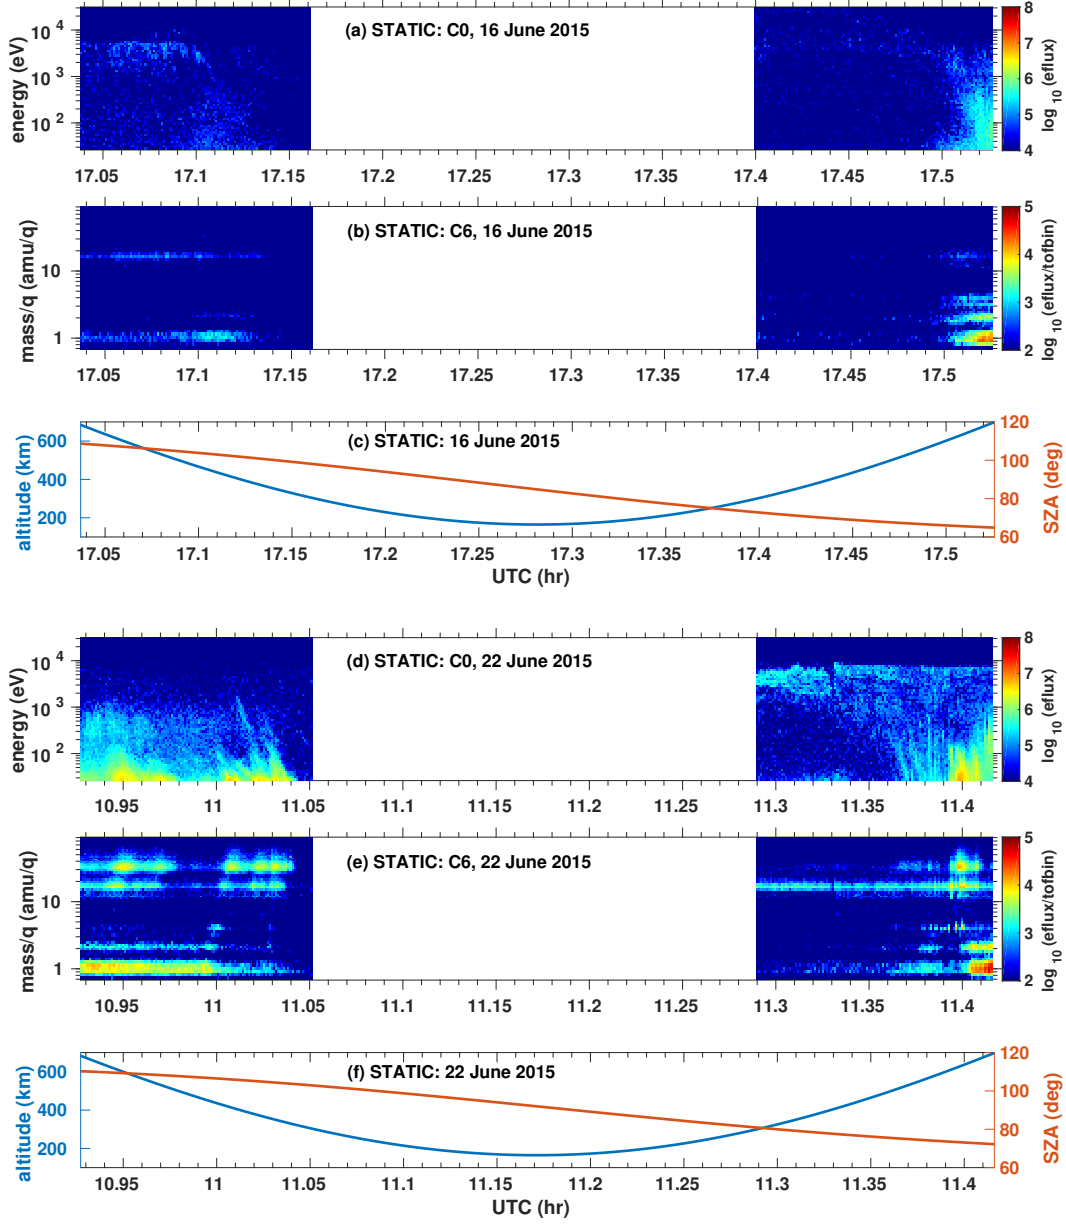 (a) STATIC: C0, 16 June 2015
energy (eV)
10 4
10 3
10 2
17.05 17.1 17.15 17.2 17.25 17.3 17.35 17.4 17.45 17.5
8
7
6
5
4
log 10 (eflux)
(b) STATIC: C6, 16 June 2015
mass/q (amu/q)
10
1
17.05 17.1 17.15 17.2 17.25 17.3 17.35 17.4 17.45 17.5
5
4
3
2
log 10 (eflux/tofbin)
(c) STATIC: 16 June 2015
altitude (km)
600
400
200
120
100
80
60
SZA (deg)
17.05 17.1 17.15 17.2 17.25 17.3 17.35 17.4 17.45 17.5
UTC (hr)
(d) STATIC: C0, 22 June 2015
energy (eV)
10 4
10 3
10 2
10.95 11 11.05 11.1 11.15 11.2 11.25 11.3 11.35 11.4
8
7
6
5
4
log 10 (eflux)
(e) STATIC: C6, 22 June 2015
mass/q (amu/q)
10
1
10.95 11 11.05 11.1 11.15 11.2 11.25 11.3 11.35 11.4
5
4
3
2
log 10 (eflux/tofbin)
(f) STATIC: 22 June 2015
altitude (km)
600
400
200
120
100
80
60
SZA (deg)
10.95 11 11.05 11.1 11.15 11.2 11.25 11.3 11.35 11.4
UTC (hr)